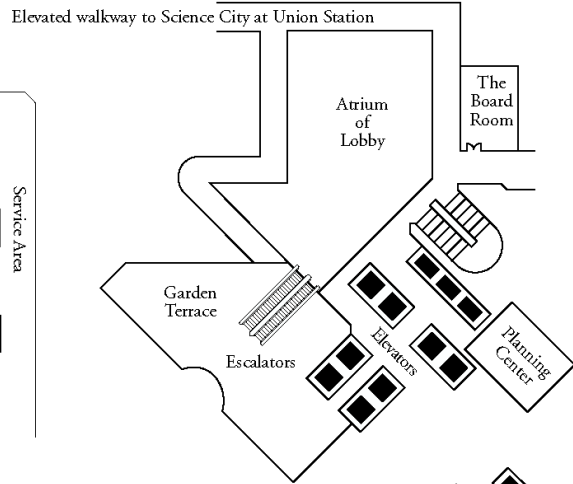 Elevated walkway to Science City at Union Station
The
Board
Room
Atrium
of
Lobby
Service Area
Garden
Terrace
Escalators
Elevators
Planning
Center